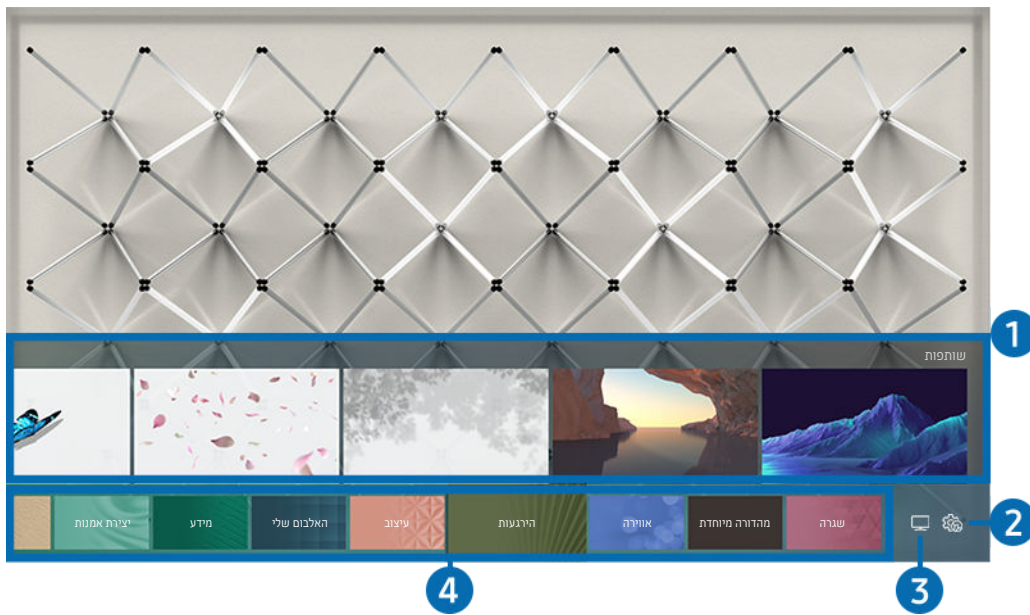 1
שותפות
שגרה
מהדורה מיוחדת
אווירה
הירגעות
עיצוב
האלבום שלי
מידע
יצירת אמנות
2
3
4